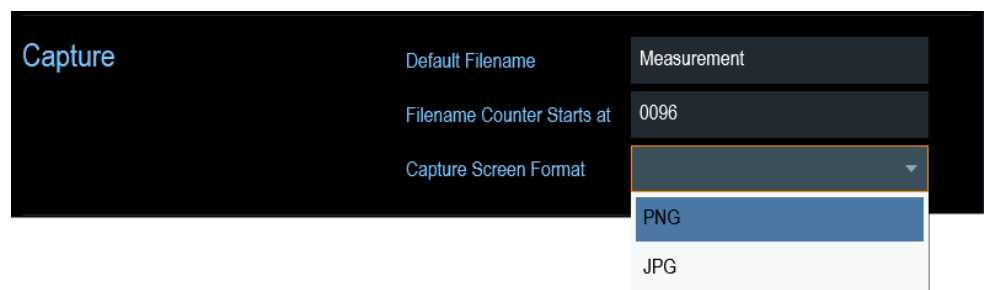 Capture
Default Filename Measurement
Filename Counter Starts at 0096
Capture Screen Format
PNG
JPG